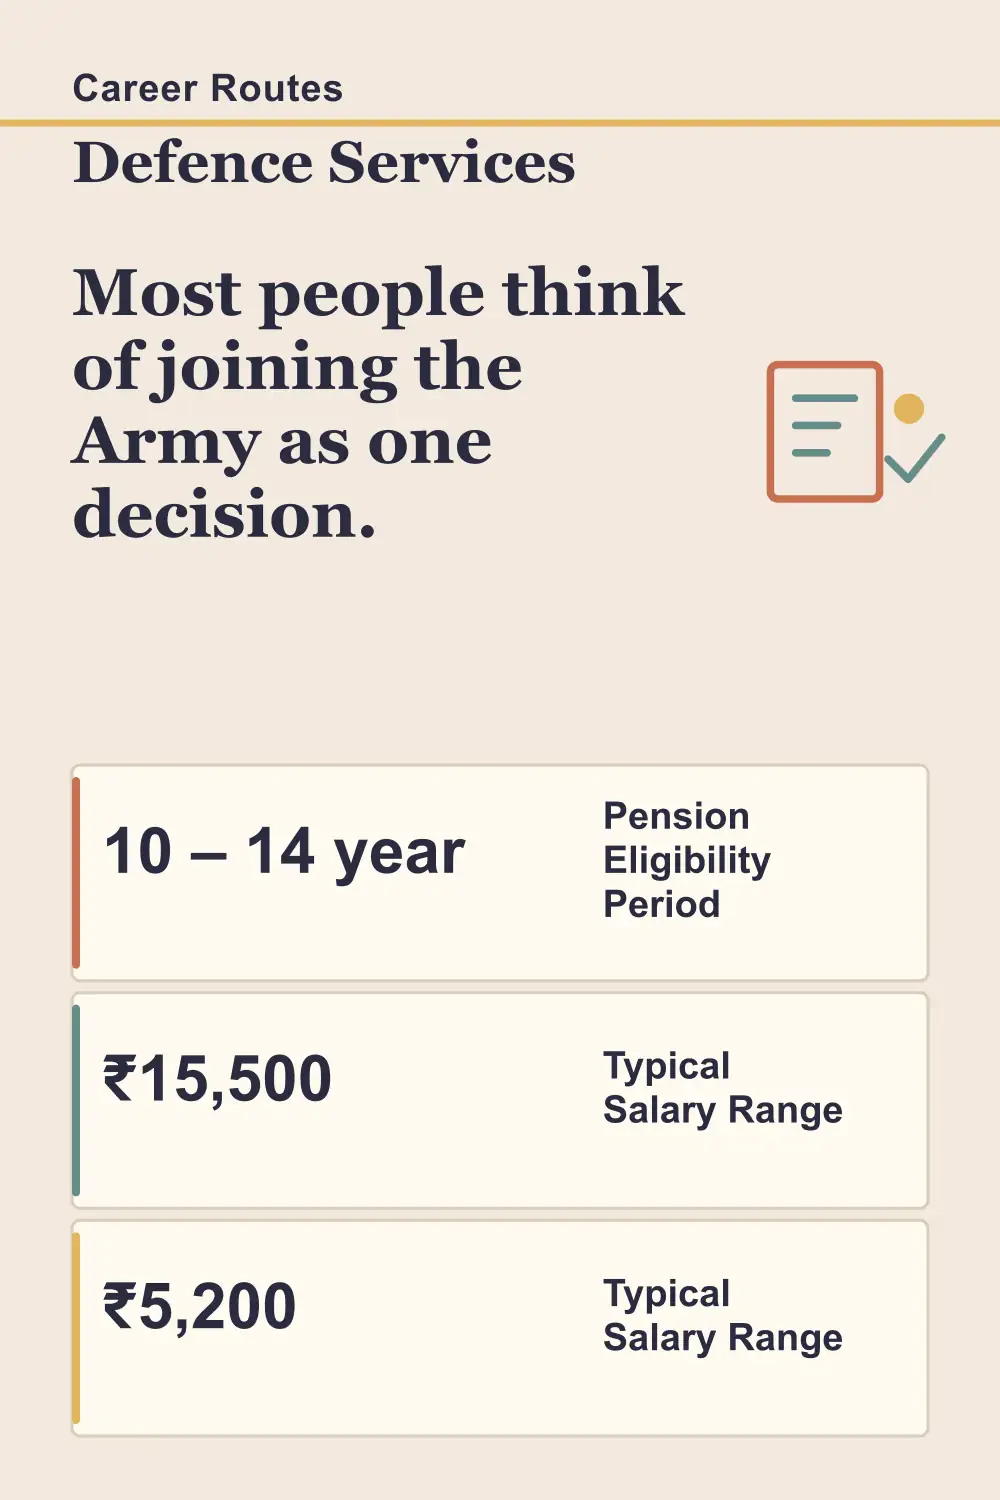 Career Routes
Defence Services
Most people think
of joining the
Army as one
decision.
10 – 14 year
Pension
Eligibility
Period
₹15,500
Typical
Salary Range
₹5,200
Typical
Salary Range